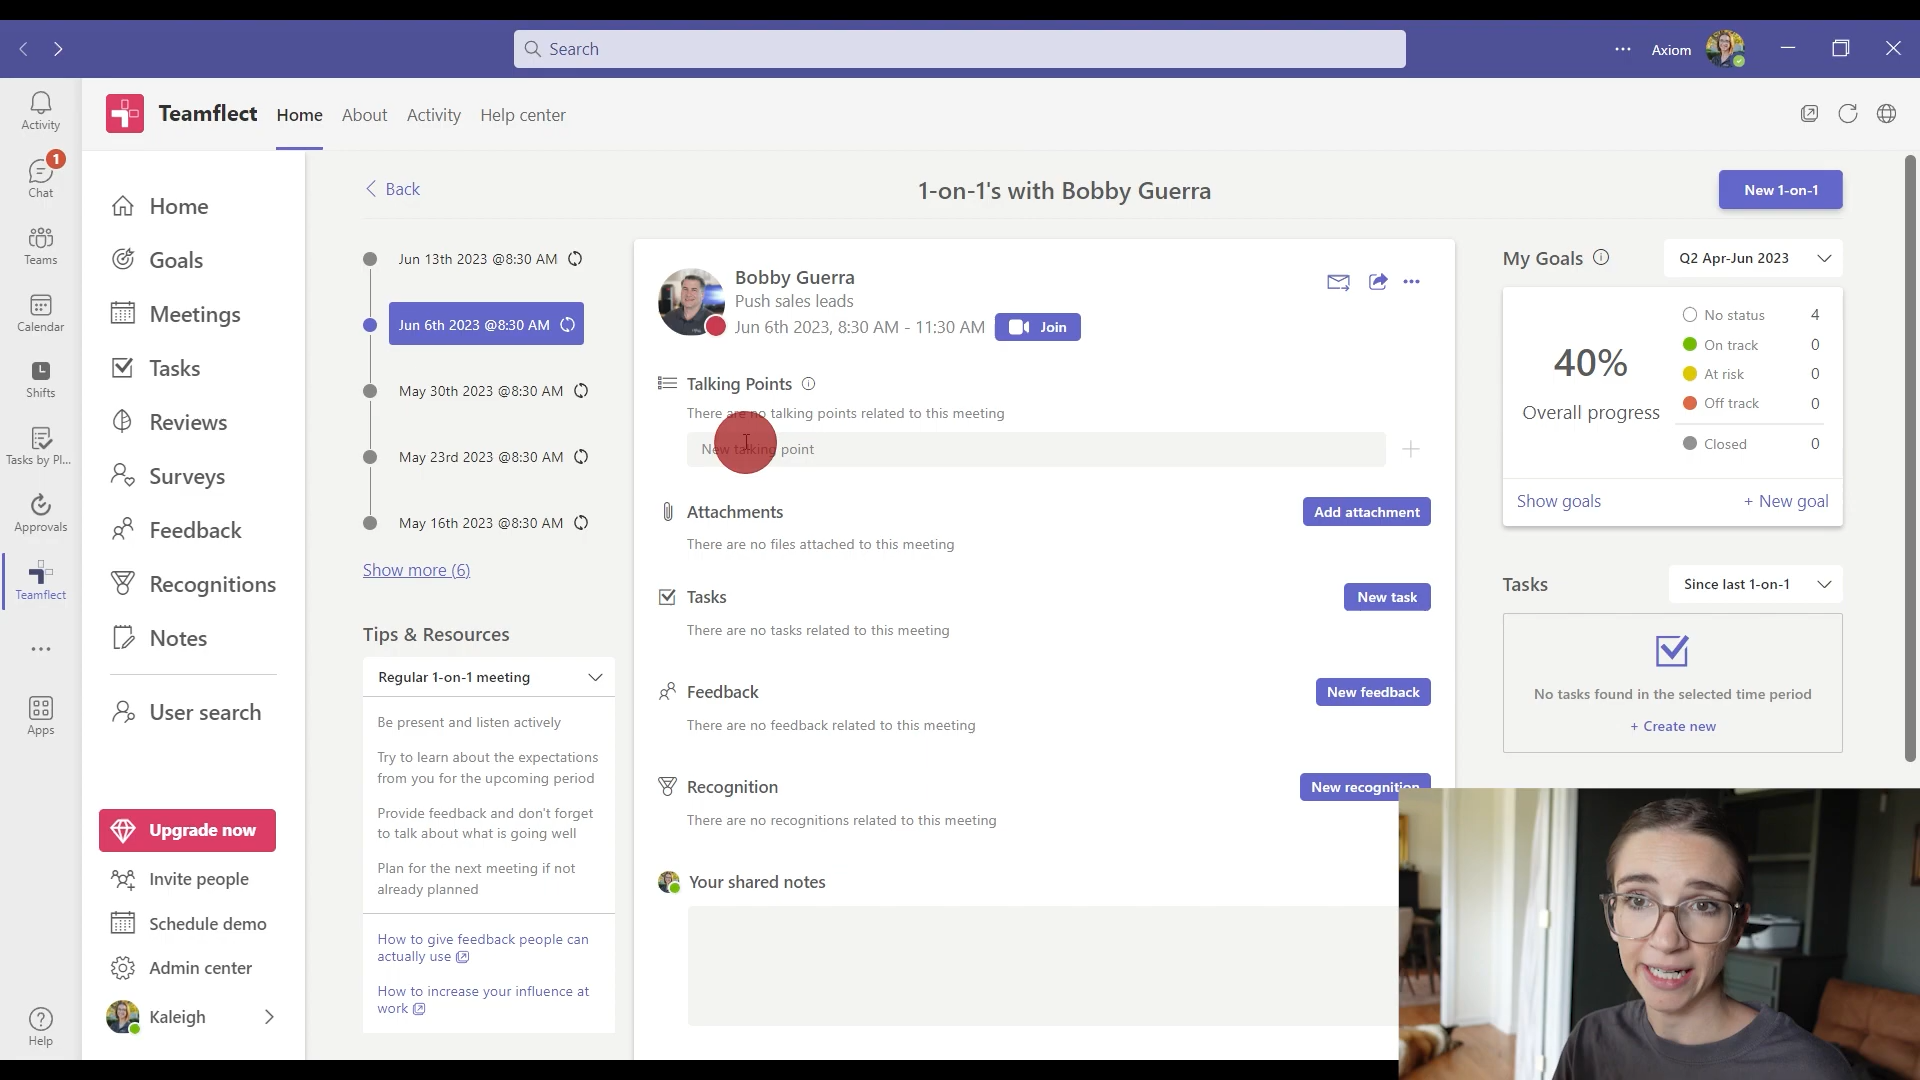 Search
Axiom
Activity
1
Chat
Teams
Calendar
Shifts
Tasks by Pl...
Approvals
Teamflect
Apps
Help
Teamflect
Home
About
Activity
Help center
Home
Goals
Meetings
Tasks
Reviews
Surveys
Feedback
Recognitions
Notes
User search
Upgrade now
Invite people
Schedule demo
Admin center
Kaleigh
Back
1-on-1's with Bobby Guerra
New 1-on-1
Jun 13th 2023 @8:30 AM
Jun 6th 2023 @8:30 AM
May 30th 2023 @8:30 AM
May 23rd 2023 @8:30 AM
May 16th 2023 @8:30 AM
Show more (6)
Tips & Resources
Regular 1-on-1 meeting
Be present and listen actively
Try to learn about the expectations
from you for the upcoming period
Provide feedback and don't forget
to talk about what is going well
Plan for the next meeting if not
already planned
How to give feedback people can
actually use
How to increase your influence at
work
Bobby Guerra
Push sales leads
Jun 6th 2023, 8:30 AM - 11:30 AM
Join
Talking Points
There are no talking points related to this meeting
New talking point
Attachments
Add attachment
There are no files attached to this meeting
Tasks
New task
There are no tasks related to this meeting
Feedback
New feedback
There are no feedback related to this meeting
Recognition
New recognition
There are no recognitions related to this meeting
Your shared notes
My Goals
Q2 Apr-Jun 2023
40%
Overall progress
No status 4
On track 0
At risk 0
Off track 0
Closed 0
Show goals
+ New goal
Tasks
Since last 1-on-1
No tasks found in the selected time period
+ Create new